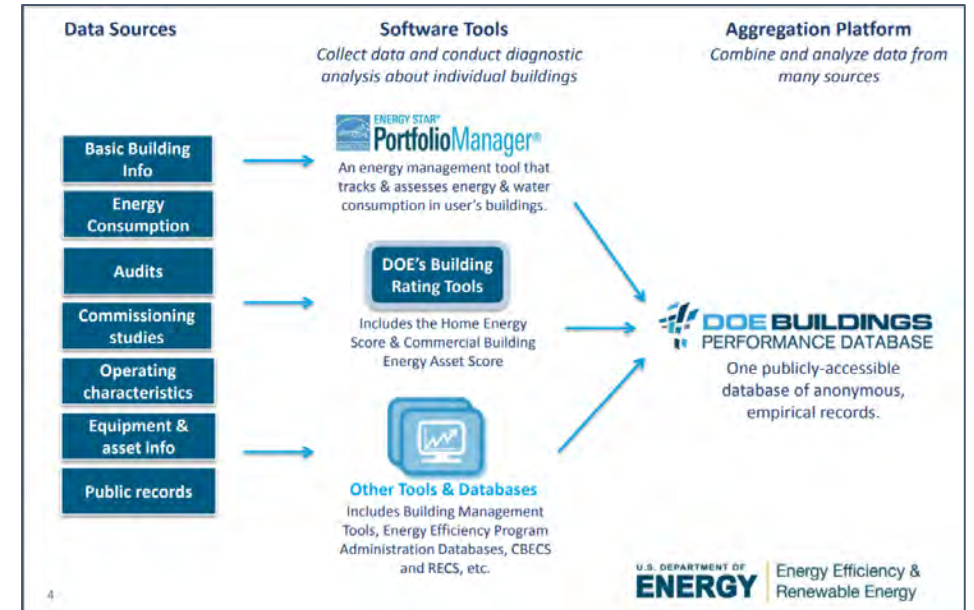 Data Sources
Software Tools
Collect data and conduct diagnostic
analysis about individual buildings
Aggregation Platform
Combine and analyze data from
many sources
Basic Building
Info
Energy
Consumption
Audits
Commissioning
studies
Operating
characteristics
Equipment &
asset info
Public records
ENERGY STAR®
PortfolioManager®
An energy management tool that
tracks & assesses energy & water
consumption in user's buildings.
DOE's Building
Rating Tools
Includes the Home Energy
Score & Commercial Building
Energy Asset Score
Other Tools & Databases
Includes Building Management
Tools, Energy Efficiency Program
Administration Databases, CBECS
and RECS, etc.
DOE BUILDINGS
PERFORMANCE DATABASE
One publicly-accessible
database of anonymous,
empirical records.
4
U.S. DEPARTMENT OF
ENERGY
Energy Efficiency &
Renewable Energy